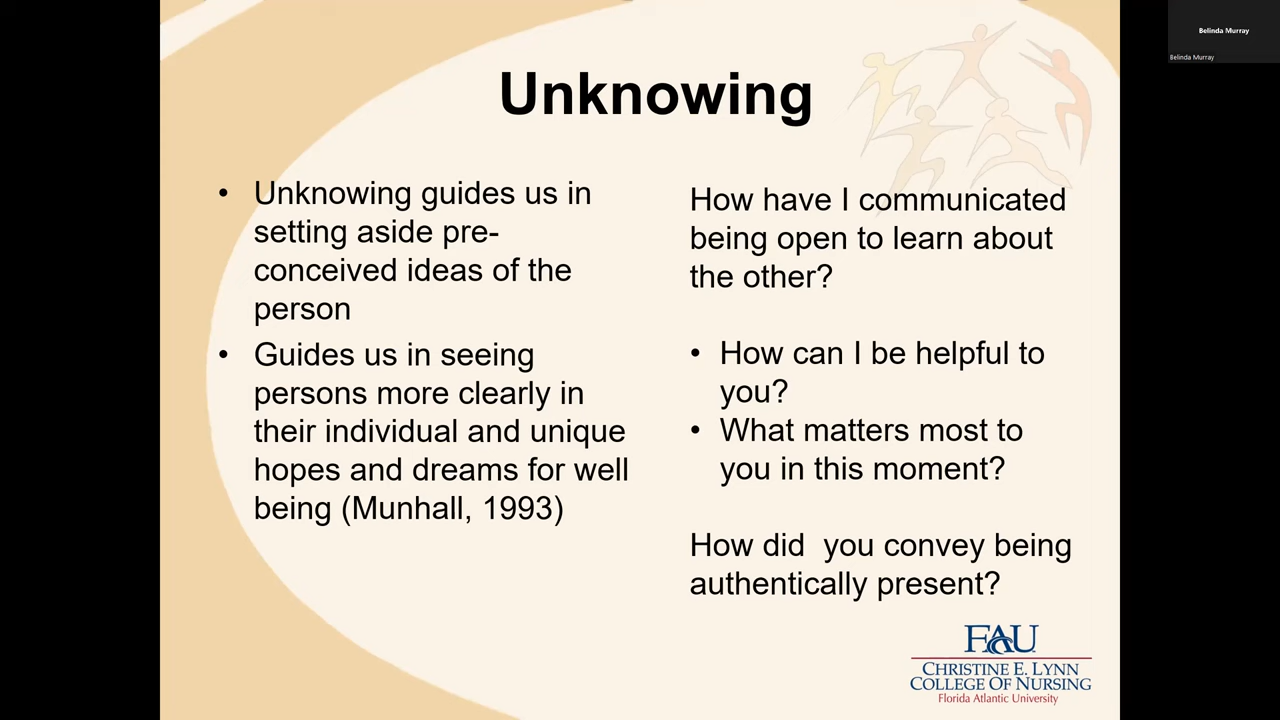 Unknowing
• Unknowing guides us in
setting aside pre-
conceived ideas of the
person
• Guides us in seeing
persons more clearly in
their individual and unique
hopes and dreams for well
being (Munhall, 1993)
How have I communicated
being open to learn about
the other?
• How can I be helpful to
you?
• What matters most to
you in this moment?
How did  you convey being
authentically present?
FAU
CHRISTINE E. LYNN
COLLEGE OF NURSING
Florida Atlantic University
Belinda Murray
Belinda Murray